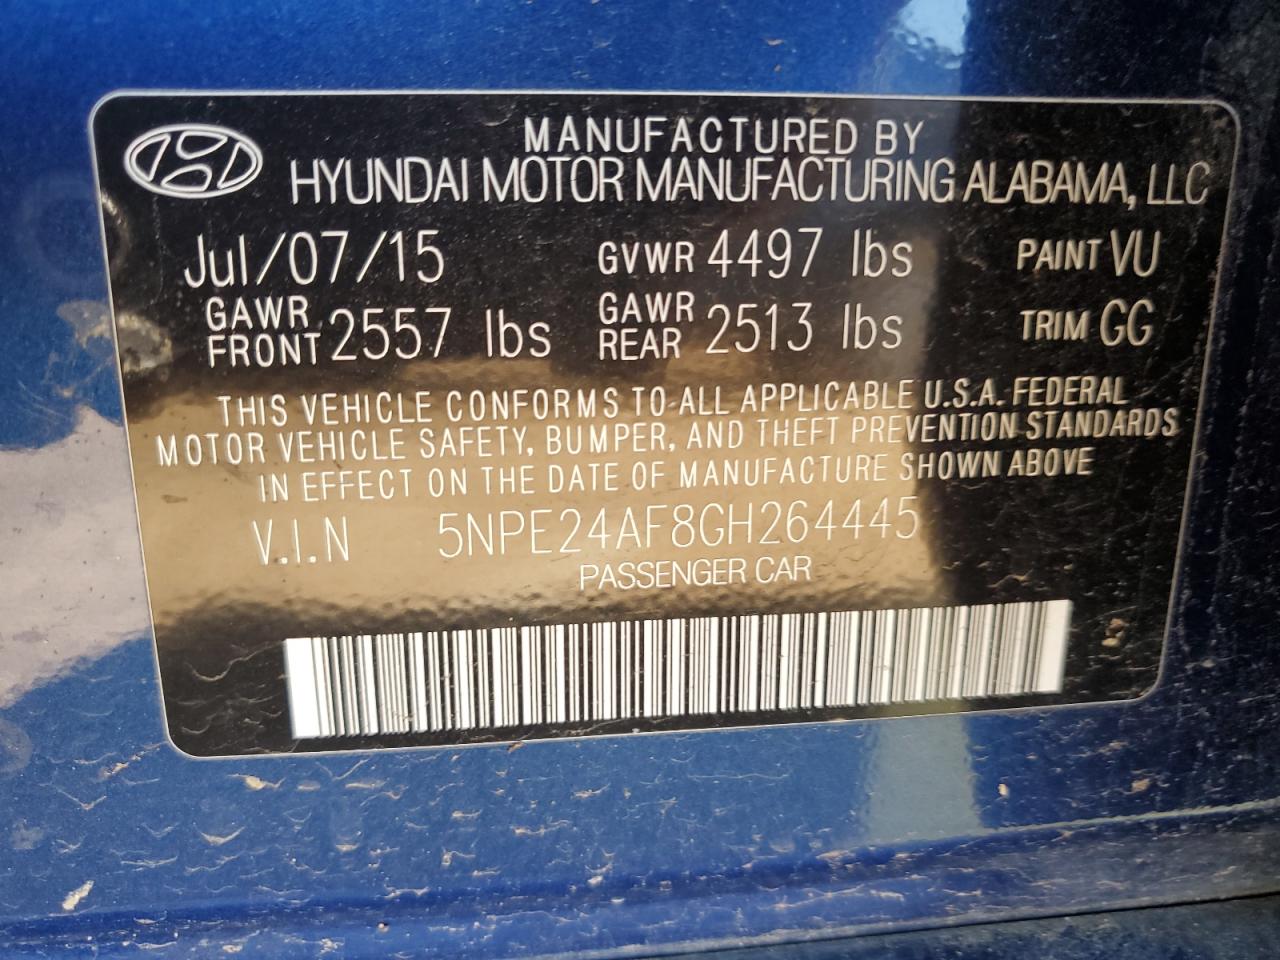 MANUFACTURED BY
HYUNDAI MOTOR MANUFACTURING ALABAMA, LLC
Jul/07/15 GVWR 4497 lbs PAINT VU
GAWR FRONT 2557 lbs GAWR REAR 2513 lbs TRIM GG
THIS VEHICLE CONFORMS TO ALL APPLICABLE U.S.A. FEDERAL
MOTOR VEHICLE SAFETY, BUMPER, AND THEFT PREVENTION STANDARDS
IN EFFECT ON THE DATE OF MANUFACTURE SHOWN ABOVE
V.I.N 5NPE24AF8GH264445
PASSENGER CAR